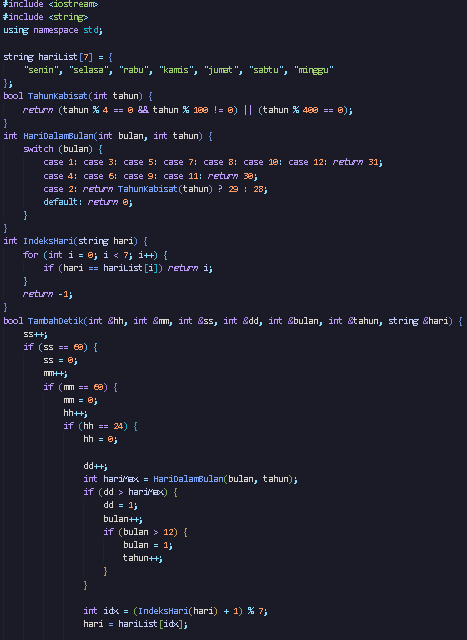 #include <iostream>
#include <string>
using namespace std;

string hariList[7] = {
    "senin", "selasa", "rabu", "kamis", "jumat", "sabtu", "minggu"
};
bool TahunKabisat(int tahun) {
    return (tahun % 4 == 0 && tahun % 100 != 0) || (tahun % 400 == 0);
}
int HariDalamBulan(int bulan, int tahun) {
    switch (bulan) {
        case 1: case 3: case 5: case 7: case 8: case 10: case 12: return 31;
        case 4: case 6: case 9: case 11: return 30;
        case 2: return TahunKabisat(tahun) ? 29 : 28;
        default: return 0;
    }
}
int IndeksHari(string hari) {
    for (int i = 0; i < 7; i++) {
        if (hari == hariList[i]) return i;
    }
    return -1;
}
bool TambahDetik(int &hh, int &mm, int &ss, int &dd, int &bulan, int &tahun, string &hari) {
    ss++;
    if (ss == 60) {
        ss = 0;
        mm++;
        if (mm == 60) {
            mm = 0;
            hh++;
            if (hh == 24) {
                hh = 0;

                dd++;
                int hariMax = HariDalamBulan(bulan, tahun);
                if (dd > hariMax) {
                    dd = 1;
                    bulan++;
                    if (bulan > 12) {
                        bulan = 1;
                        tahun++;
                    }
                }

                int idx = (IndeksHari(hari) + 1) % 7;
                hari = hariList[idx];